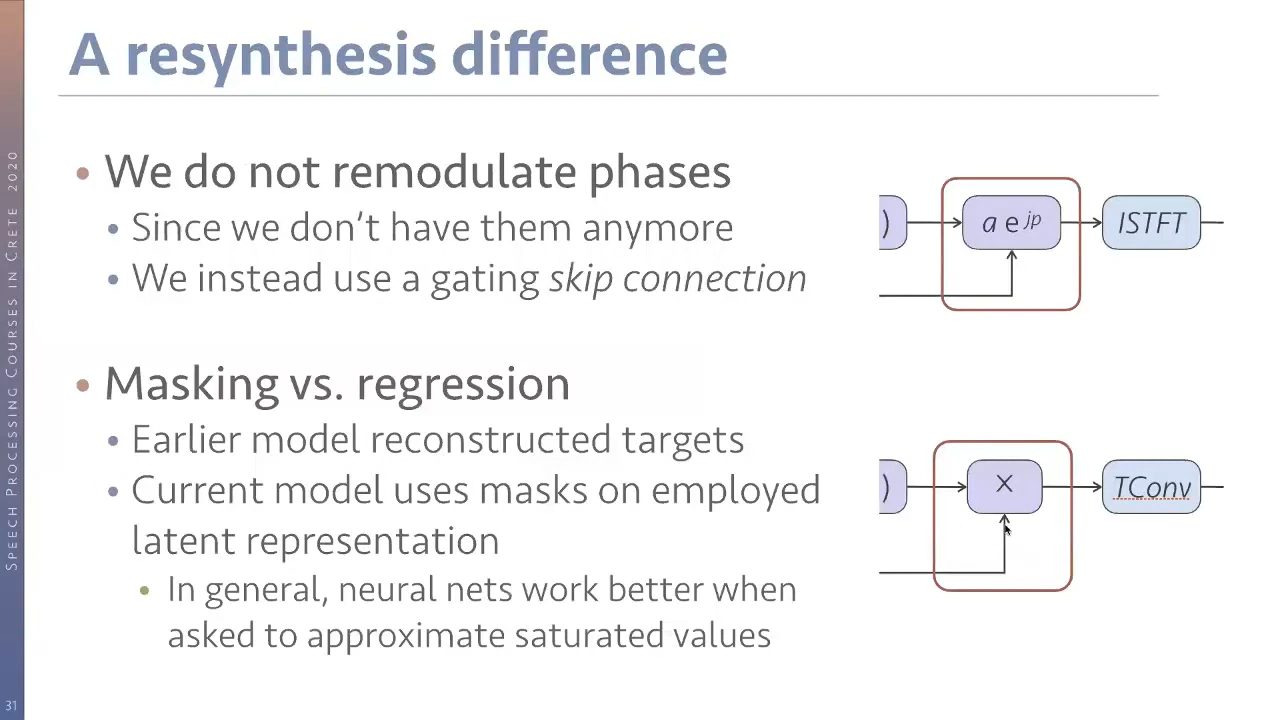 A resynthesis difference
• We do not remodulate phases
• Since we don't have them anymore
• We instead use a gating skip connection
• Masking vs. regression
• Earlier model reconstructed targets
• Current model uses masks on employed
latent representation
• In general, neural nets work better when
asked to approximate saturated values
) a e^jp ISTFT
) × TConv
SPEECH PROCESSING COURSES IN CRETE 2020
31